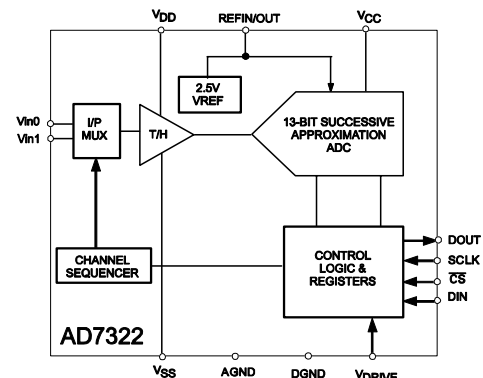 VDD
REFIN/OUT
VCC
2.5V
VREF
Vin0
Vin1
I/P
MUX
T/H
13-BIT SUCCESSIVE
APPROXIMATION
ADC
CHANNEL
SEQUENCER
CONTROL
LOGIC &
REGISTERS
DOUT
SCLK
CS
DIN
AD7322
VSS
AGND
DGND
VDRIVE